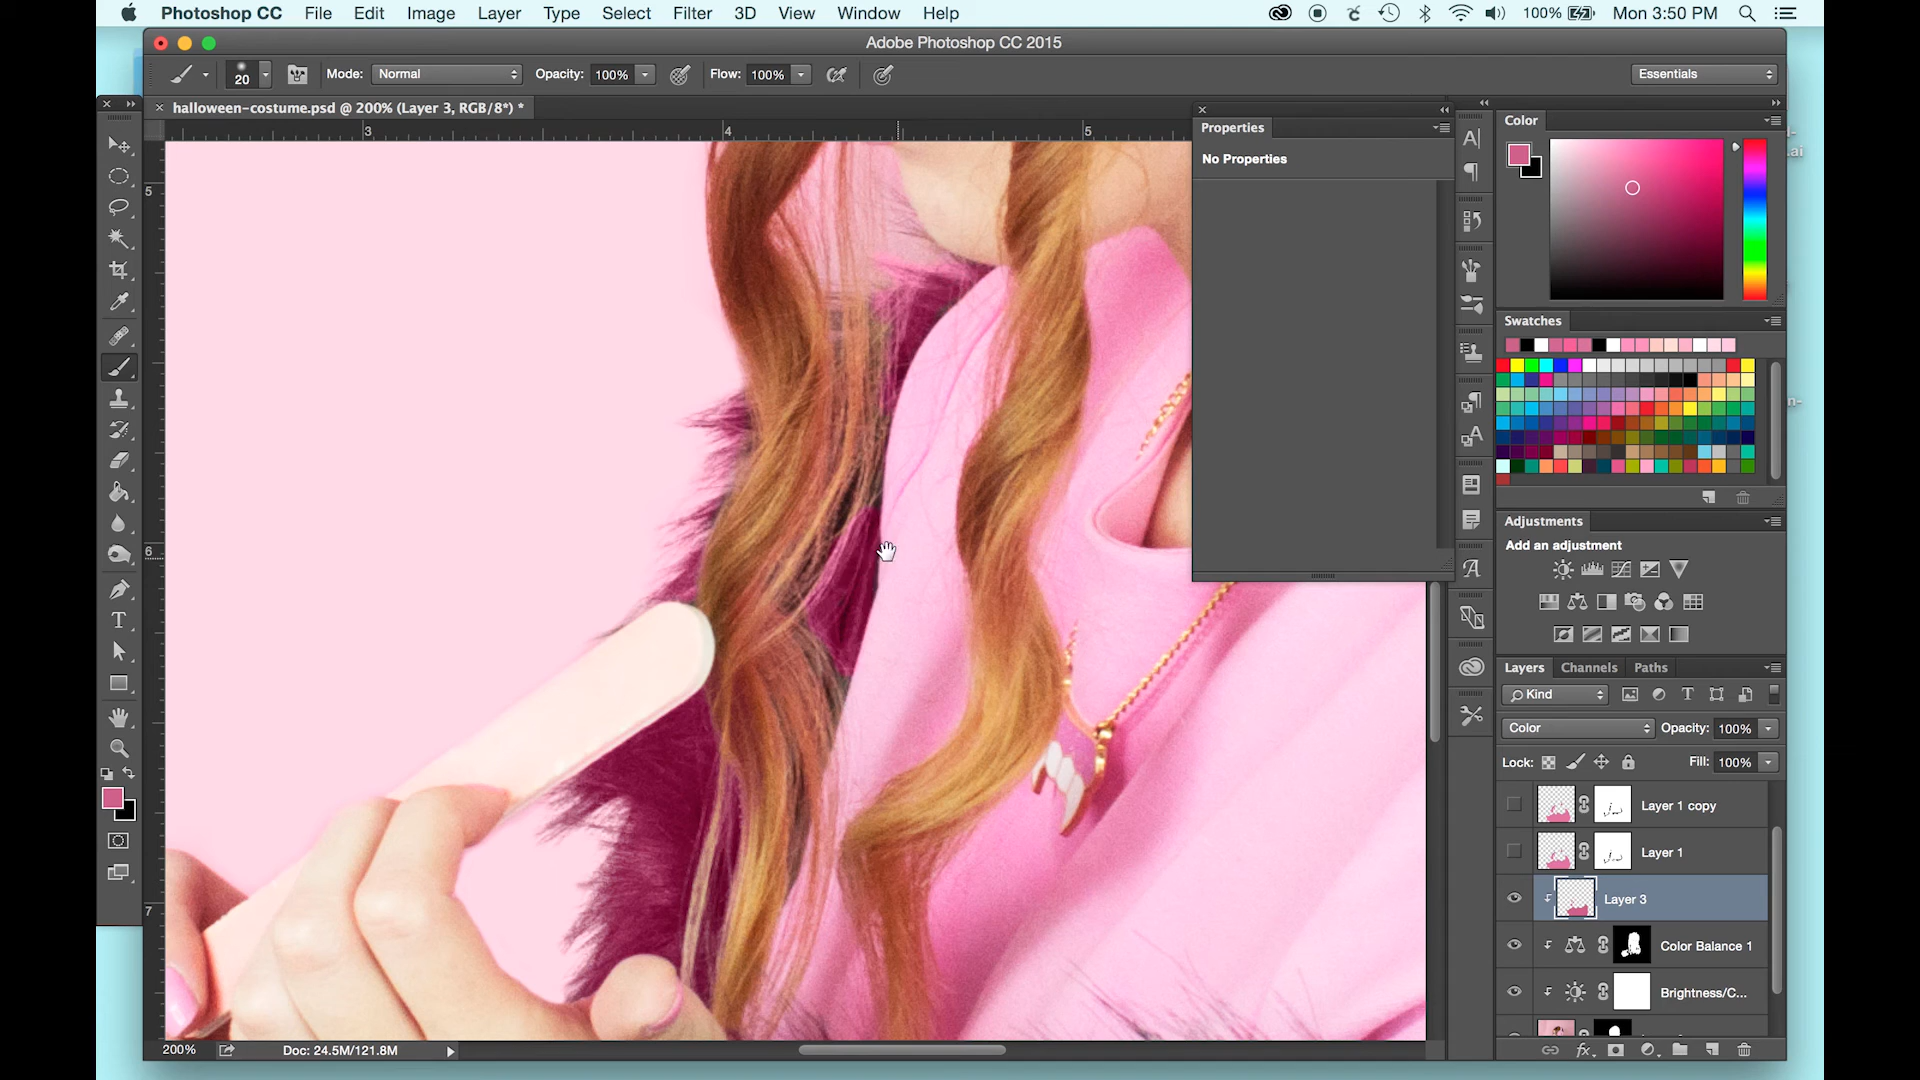 Photoshop CC File Edit Image Layer Type Select Filter 3D View Window Help 100% Mon 3:50 PM
Adobe Photoshop CC 2015
20 Mode: Normal Opacity: 100% Flow: 100% Essentials
halloween-costume.psd @ 200% (Layer 3, RGB/8*) *
3 4 5
Properties
No Properties
Color
.ai
5
Swatches
Adjustments
Add an adjustment
6
Layers Channels Paths
Kind
Color Opacity: 100%
Lock: Fill: 100%
Layer 1 copy
Layer 1
Layer 3
7
Color Balance 1
Brightness/C...
200% Doc: 24.5M/121.8M